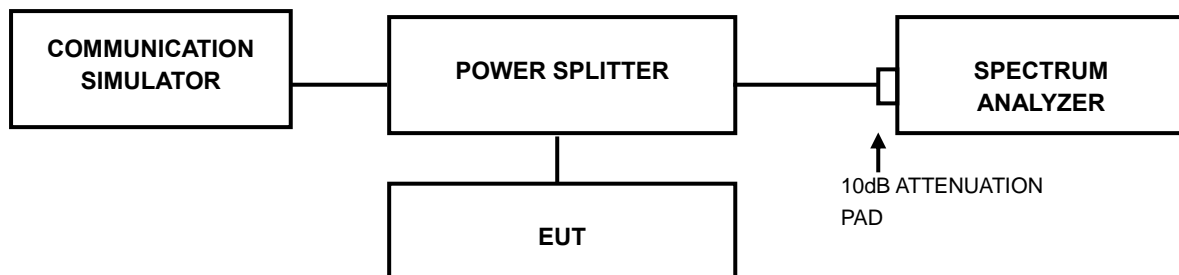 COMMUNICATION
SIMULATOR
POWER SPLITTER
SPECTRUM
ANALYZER
10dB ATTENUATION
PAD
EUT